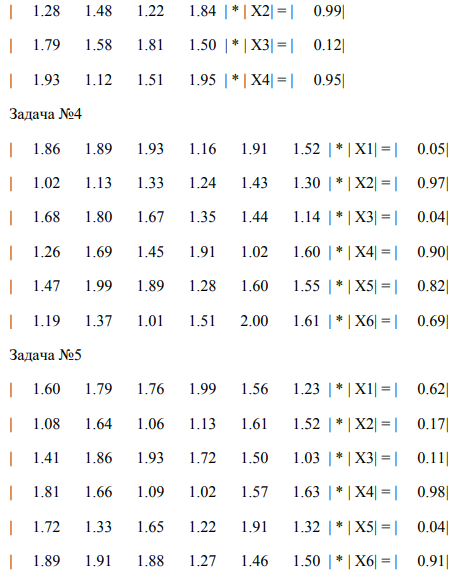 | 1.28 1.48 1.22 1.84 | * | X2| = | 0.99|
| 1.79 1.58 1.81 1.50 | * | X3| = | 0.12|
| 1.93 1.12 1.51 1.95 | * | X4| = | 0.95|
Задача №4
| 1.86 1.89 1.93 1.16 1.91 1.52 | * | X1| = | 0.05|
| 1.02 1.13 1.33 1.24 1.43 1.30 | * | X2| = | 0.97|
| 1.68 1.80 1.67 1.35 1.44 1.14 | * | X3| = | 0.04|
| 1.26 1.69 1.45 1.91 1.02 1.60 | * | X4| = | 0.90|
| 1.47 1.99 1.89 1.28 1.60 1.55 | * | X5| = | 0.82|
| 1.19 1.37 1.01 1.51 2.00 1.61 | * | X6| = | 0.69|
Задача №5
| 1.60 1.79 1.76 1.99 1.56 1.23 | * | X1| = | 0.62|
| 1.08 1.64 1.06 1.13 1.61 1.52 | * | X2| = | 0.17|
| 1.41 1.86 1.93 1.72 1.50 1.03 | * | X3| = | 0.11|
| 1.81 1.66 1.09 1.02 1.57 1.63 | * | X4| = | 0.98|
| 1.72 1.33 1.65 1.22 1.91 1.32 | * | X5| = | 0.04|
| 1.89 1.91 1.88 1.27 1.46 1.50 | * | X6| = | 0.91|